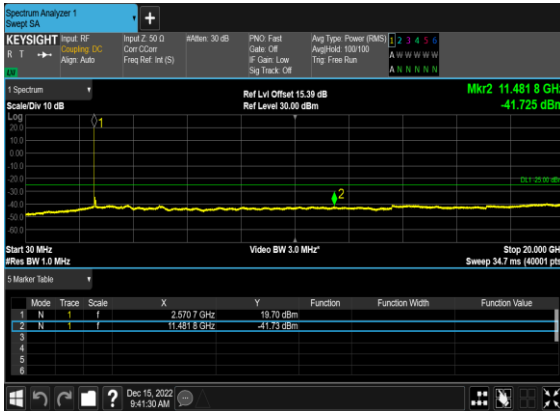 Spectrum Analyzer 1
Swept SA
+
KEYSIGHT Input: RF Input Z: 50 Ω #Atten: 30 dB PNO: Fast Avg Type: Power (RMS) 1 2 3 4 5 6
R T Coupling: DC Corr CCorr Gate: Off Avg|Hold: 100/100 A W W W W W
Align: Auto Freq Ref: Int (S) IF Gain: Low Trig: Free Run
Sig Track: Off A N N N N N
1 Spectrum
Scale/Div 10 dB
Ref Lvl Offset 15.39 dB
Ref Level 30.00 dBm
Mkr2 11.481 8 GHz
-41.725 dBm
Log
20.0
10.0
0.00
-10.0
-20.0
-30.0
-40.0
-50.0
-60.0
1
2
DL1 -25.00 dBm
Start 30 MHz Video BW 3.0 MHz* Stop 20.000 GHz
#Res BW 1.0 MHz Sweep 34.7 ms (40001 pts)
5 Marker Table
Mode Trace Scale X Y Function Function Width Function Value
1 N 1 f 2.570 7 GHz 19.70 dBm
2 N 1 f 11.481 8 GHz -41.73 dBm
3
4
5
6
?
Dec 15, 2022
9:41:30 AM